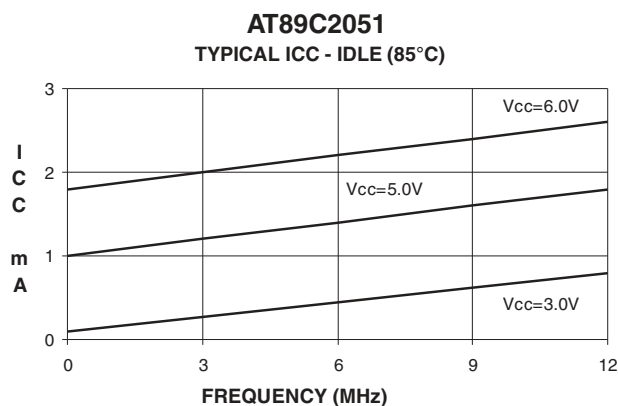 AT89C2051
TYPICAL ICC - IDLE (85°C)
3
Vcc=6.0V
I
C
C
2
Vcc=5.0V
1
m
A
Vcc=3.0V
0
0 3 6 9 12
FREQUENCY (MHz)